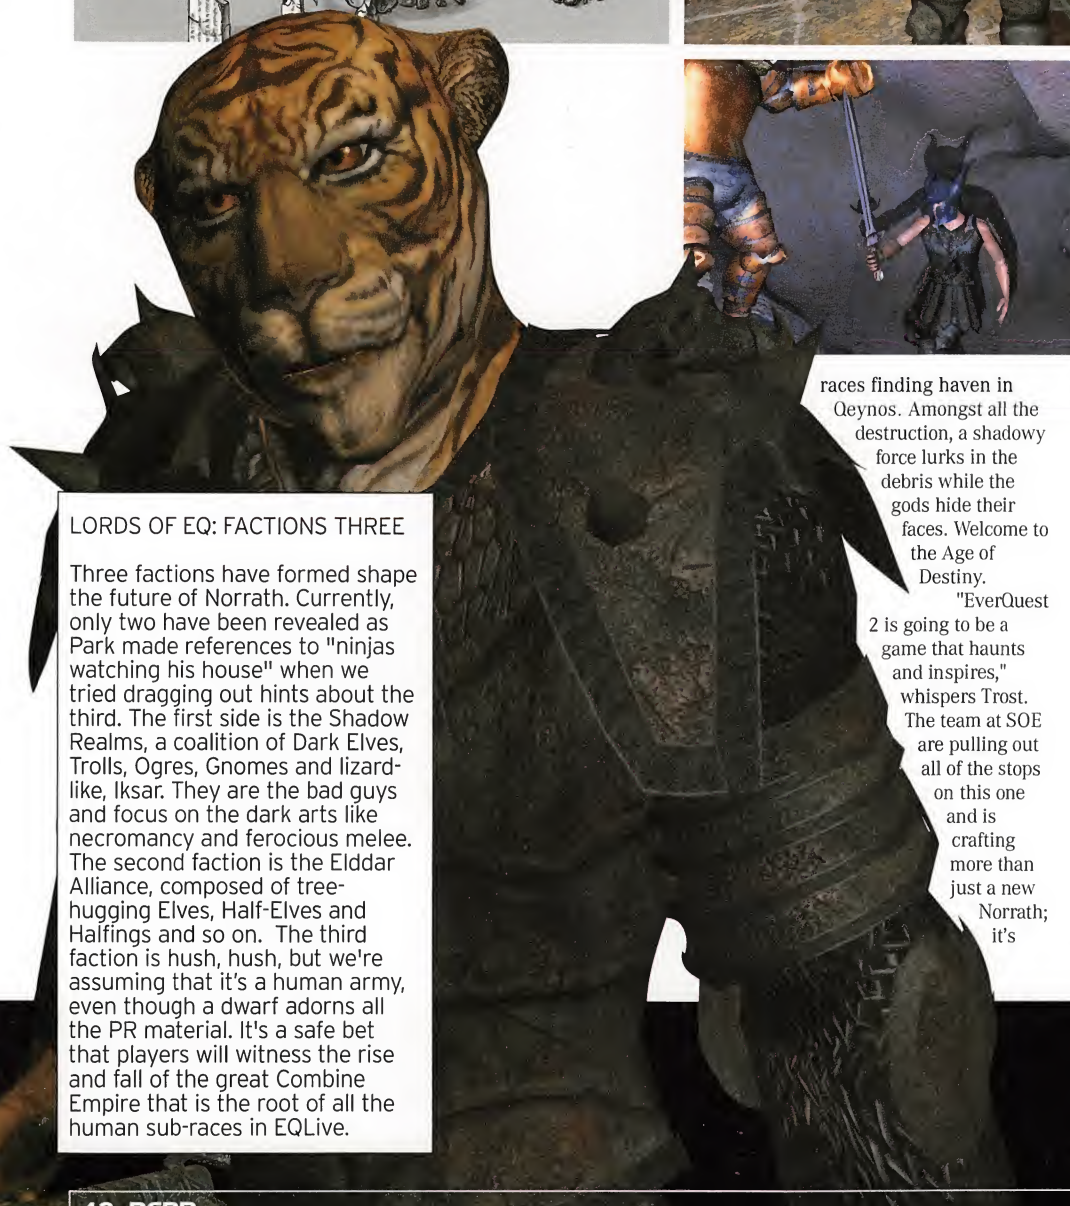 LORDS OF EQ: FACTIONS THREE
Three factions have formed shape
the future of Norrath. Currently,
only two have been revealed as
Park made references to "ninjas
watching his house" when we
tried dragging out hints about the
third. The first side is the Shadow
Realms, a coalition of Dark Elves,
Trolls, Ogres, Gnomes and lizard-
like, Iksar. They are the bad guys
and focus on the dark arts like
necromancy and ferocious melee.
The second faction is the Elddar
Alliance, composed of tree-
hugging Elves, Half-Elves and
Halfings and so on.  The third
faction is hush, hush, but we're
assuming that it's a human army,
even though a dwarf adorns all
the PR material. It's a safe bet
that players will witness the rise
and fall of the great Combine
Empire that is the root of all the
human sub-races in EQLive.
races finding haven in
Qeynos. Amongst all the
destruction, a shadowy
force lurks in the
debris while the
gods hide their
faces. Welcome to
the Age of
Destiny.
"EverQuest
2 is going to be a
game that haunts
and inspires,"
whispers Trost.
The team at SOE
are pulling out
all of the stops
on this one
and is
crafting
more than
just a new
Norrath;
it's